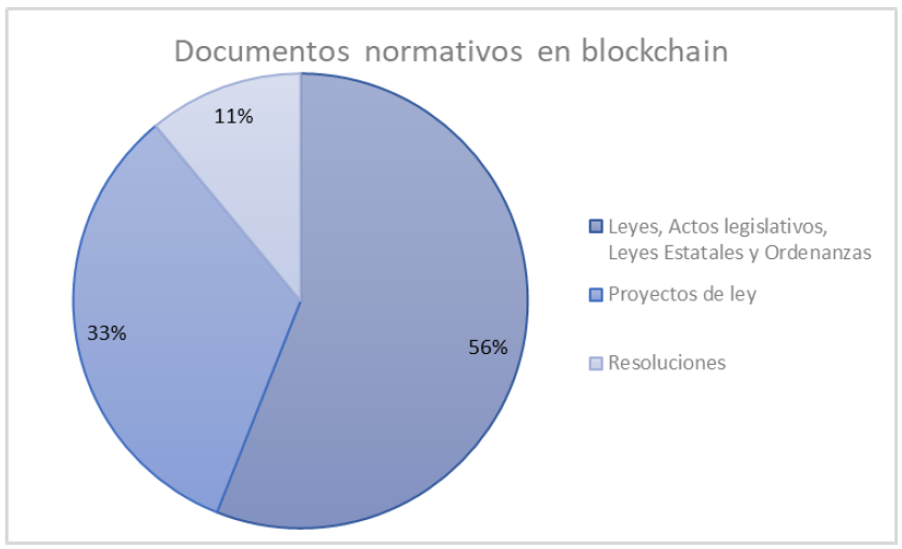 Documentos normativos en blockchain
11%
33%
56%
Leyes, Actos legislativos,
Leyes Estatales y Ordenanzas
Proyectos de ley
Resoluciones